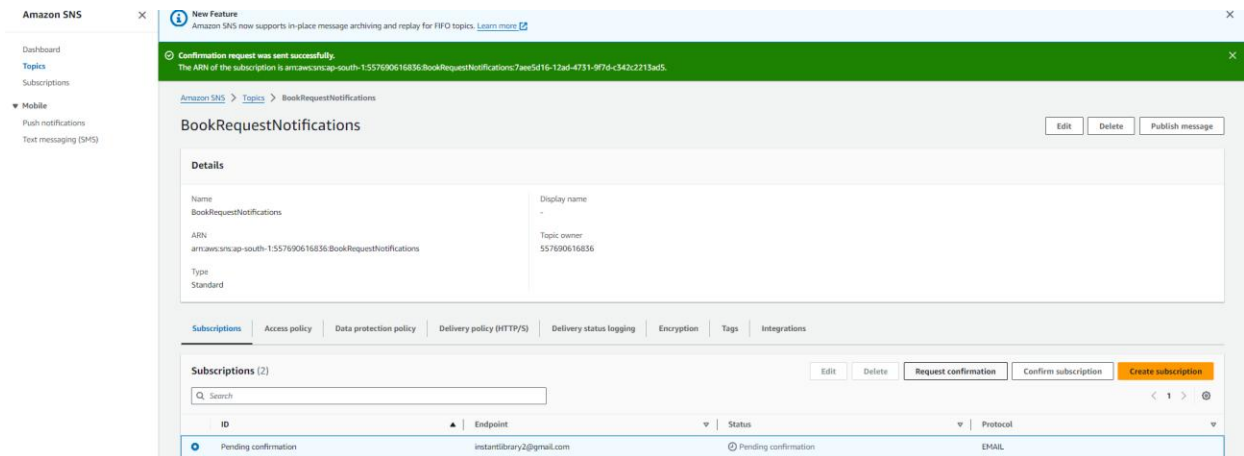 Amazon SNS
New Feature
Amazon SNS now supports in-place message archiving and replay for FIFO topics. Learn more
Dashboard
Topics
Subscriptions
Mobile
Push notifications
Text messaging (SMS)
Confirmation request was sent successfully.
The ARN of the subscription is arn:aws:sns:ap-south-1:557690616836:BookRequestNotifications:7aee5d16-12ad-4731-9f7d-c342c2213ad5.
Amazon SNS > Topics > BookRequestNotifications
BookRequestNotifications
Edit Delete Publish message
Details
Name
BookRequestNotifications
Display name
-
ARN
arn:aws:sns:ap-south-1:557690616836:BookRequestNotifications
Topic owner
557690616836
Type
Standard
Subscriptions Access policy Data protection policy Delivery policy (HTTP/S) Delivery status logging Encryption Tags Integrations
Subscriptions (2)
Edit Delete Request confirmation Confirm subscription Create subscription
Search
< 1 >
ID Endpoint Status Protocol
Pending confirmation instantlibrary2@gmail.com Pending confirmation EMAIL